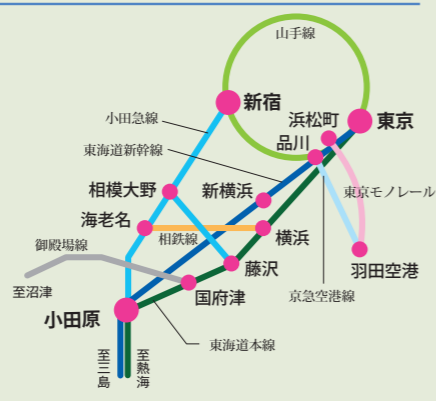 山手線
新宿
小田急線
浜松町
東京
東海道新幹線
品川
相模大野
新横浜
東京モノレール
海老名
相鉄線
横浜
御殿場線
藤沢
羽田空港
至沼津
国府津
京急空港線
小田原
東海道本線
至三島
至熱海